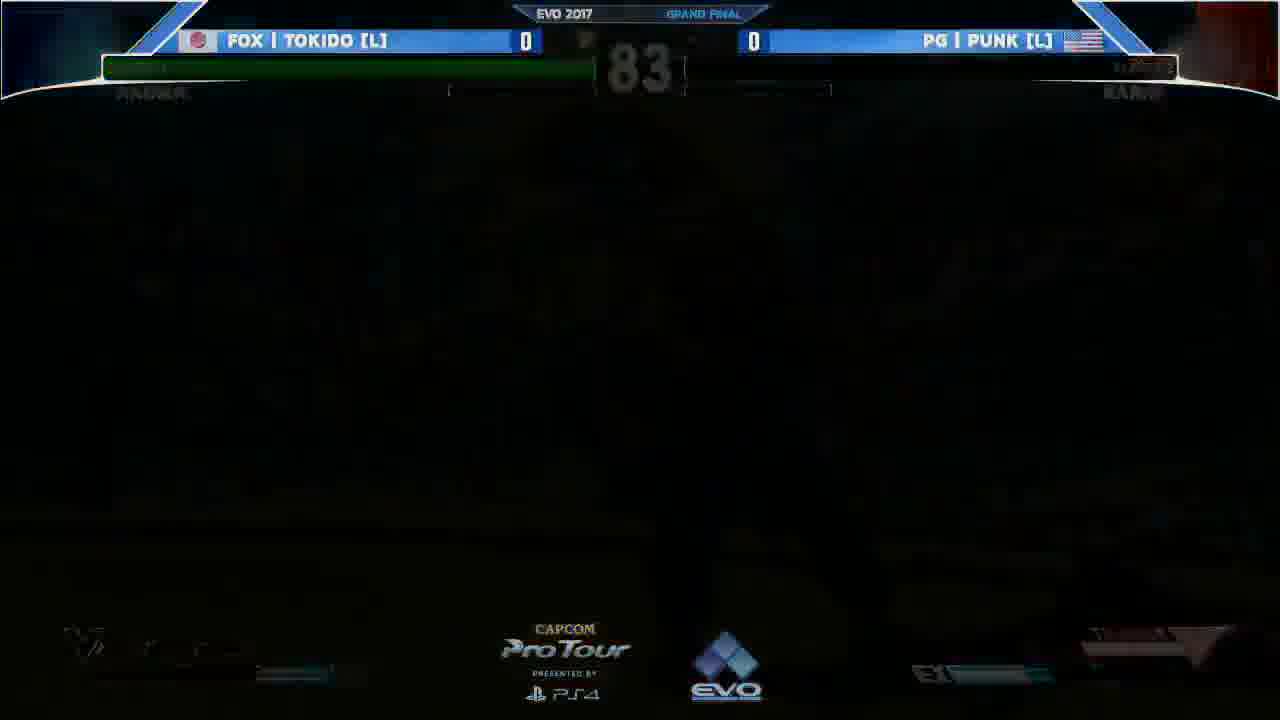 EVO 2017 GRAND FINAL
FOX | TOKIDO [L] 0 0 PG | PUNK [L]
83
CAPCOM
Pro Tour
PRESENTED BY
PS4
EVO